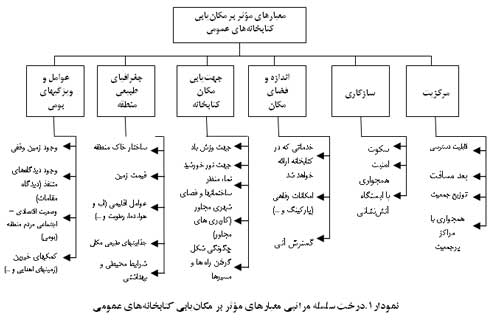 معیارهای مؤثر بر مکان‌یابی
کتابخانه‌های عمومی
مرکزیت
سازگاری
اندازه و
فضای
مکان
جهت‌یابی
مکان
کتابخانه
جغرافیای
طبیعی
منطقه
عوامل و
ویژگیهای
بومی
قابلیت دسترسی
بعد مسافت
توزیع جمعیت
همجواری با
مراکز
پرجمعیت
سکوت
امنیت
همجواری
با ایستگاه
آتش‌نشانی
خدماتی که در
کتابخانه ارائه
خواهد شد
امکانات رفاهی
(پارکینگ و ...)
گسترش آتی
جهت وزش باد
جهت نور خورشید
نما، منظر
ساختمانها و فضای
شهری مجاور
(کاربری های
مجاور)
چگونگی شکل
گرفتن راه‌ها و
مسیرها
ساختار خاک منطقه
قیمت زمین
عوامل اقلیمی (آب و
هوا، دما، رطوبت و ...)
جذابیتهای طبیعی مکان
شرایط محیطی و
بهداشتی
وجود زمین وقفی
وجود دیدگاههای
متنفذ (دیدگاه
مقامات)
وضعیت اقتصادی –
اجتماعی مردم منطقه
(بومی)
کمکهای خیرین
(زمینهای اهدایی و ...)
نمودار ۱. درخت سلسله مراتبی معیارهای مؤثر بر مکان‌یابی کتابخانه‌های عمومی